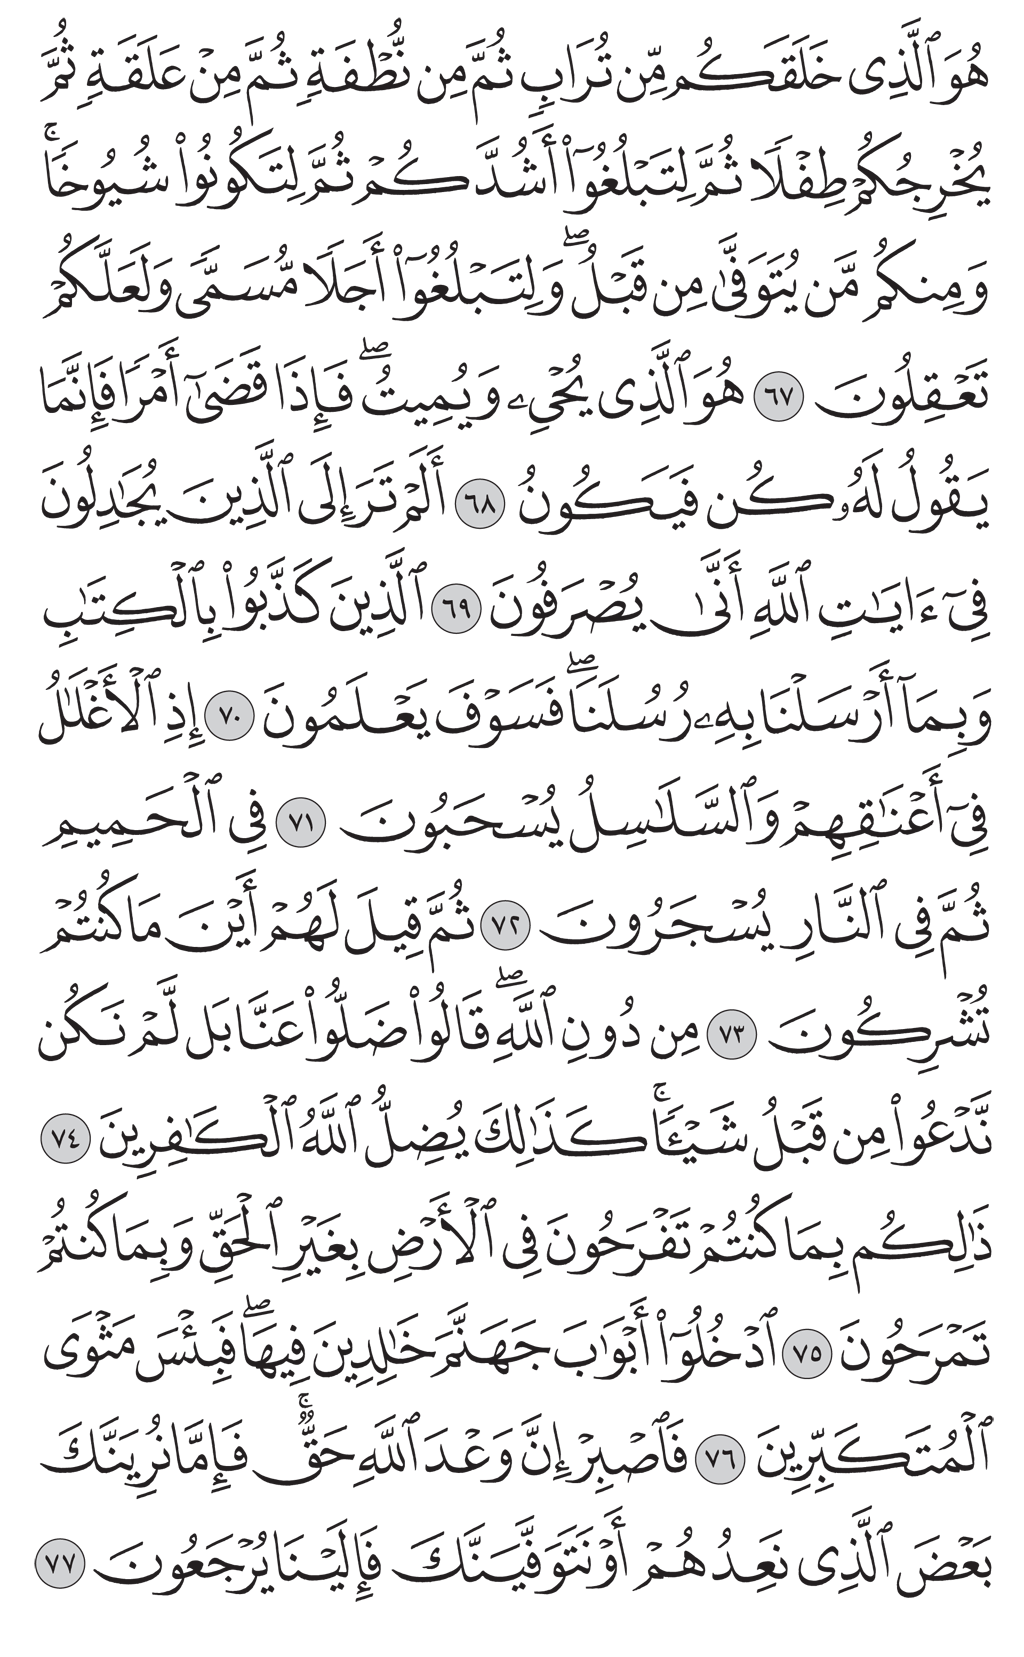 هُوَ ٱلَّذِى خَلَقَكُم مِّن تُرَابٍ ثُمَّ مِن نُّطْفَةٍ ثُمَّ مِنْ عَلَقَةٍ ثُمَّ
يُخْرِجُكُمْ طِفْلًا ثُمَّ لِتَبْلُغُوٓا۟ أَشُدَّكُمْ ثُمَّ لِتَكُونُوا۟ شُيُوخًا ۚ
وَمِنكُم مَّن يُتَوَفَّىٰ مِن قَبْلُ ۖ وَلِتَبْلُغُوٓا۟ أَجَلًا مُّسَمًّى وَلَعَلَّكُمْ
تَعْقِلُونَ ٦٧ هُوَ ٱلَّذِى يُحْىِۦ وَيُمِيتُ ۖ فَإِذَا قَضَىٰٓ أَمْرًا فَإِنَّمَا
يَقُولُ لَهُۥ كُن فَيَكُونُ ٦٨ أَلَمْ تَرَ إِلَى ٱلَّذِينَ يُجَٰدِلُونَ
فِىٓ ءَايَٰتِ ٱللَّهِ أَنَّىٰ يُصْرَفُونَ ٦٩ ٱلَّذِينَ كَذَّبُوا۟ بِٱلْكِتَٰبِ
وَبِمَآ أَرْسَلْنَا بِهِۦ رُسُلَنَا ۖ فَسَوْفَ يَعْلَمُونَ ٧٠ إِذِ ٱلْأَغْلَٰلُ
فِىٓ أَعْنَٰقِهِمْ وَٱلسَّلَٰسِلُ يُسْحَبُونَ ٧١ فِى ٱلْحَمِيمِ
ثُمَّ فِى ٱلنَّارِ يُسْجَرُونَ ٧٢ ثُمَّ قِيلَ لَهُمْ أَيْنَ مَا كُنتُمْ
تُشْرِكُونَ ٧٣ مِن دُونِ ٱللَّهِ ۖ قَالُوا۟ ضَلُّوا۟ عَنَّا بَل لَّمْ نَكُن
نَّدْعُوا۟ مِن قَبْلُ شَيْـًٔا ۚ كَذَٰلِكَ يُضِلُّ ٱللَّهُ ٱلْكَٰفِرِينَ ٧٤
ذَٰلِكُم بِمَا كُنتُمْ تَفْرَحُونَ فِى ٱلْأَرْضِ بِغَيْرِ ٱلْحَقِّ وَبِمَا كُنتُمْ
تَمْرَحُونَ ٧٥ ٱدْخُلُوٓا۟ أَبْوَٰبَ جَهَنَّمَ خَٰلِدِينَ فِيهَا ۖ فَبِئْسَ مَثْوَى
ٱلْمُتَكَبِّرِينَ ٧٦ فَٱصْبِرْ إِنَّ وَعْدَ ٱللَّهِ حَقٌّ ۚ فَإِمَّا نُرِيَنَّكَ
بَعْضَ ٱلَّذِى نَعِدُهُمْ أَوْ نَتَوَفَّيَنَّكَ فَإِلَيْنَا يُرْجَعُونَ ٧٧